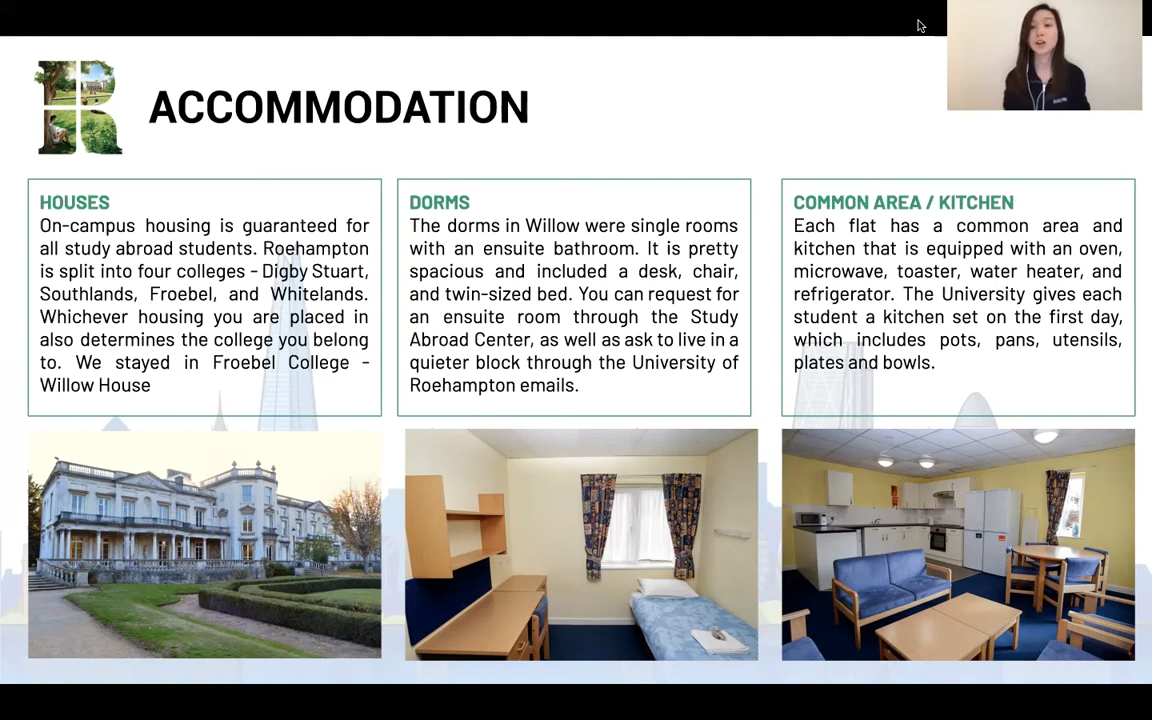 ACCOMMODATION
HOUSES
On-campus housing is guaranteed for
all study abroad students. Roehampton
is split into four colleges - Digby Stuart,
Southlands, Froebel, and Whitelands.
Whichever housing you are placed in
also determines the college you belong
to. We stayed in Froebel College -
Willow House
DORMS
The dorms in Willow were single rooms
with an ensuite bathroom. It is pretty
spacious and included a desk, chair,
and twin-sized bed. You can request for
an ensuite room through the Study
Abroad Center, as well as ask to live in a
quieter block through the University of
Roehampton emails.
COMMON AREA / KITCHEN
Each flat has a common area and
kitchen that is equipped with an oven,
microwave, toaster, water heater, and
refrigerator. The University gives each
student a kitchen set on the first day,
which includes pots, pans, utensils,
plates and bowls.